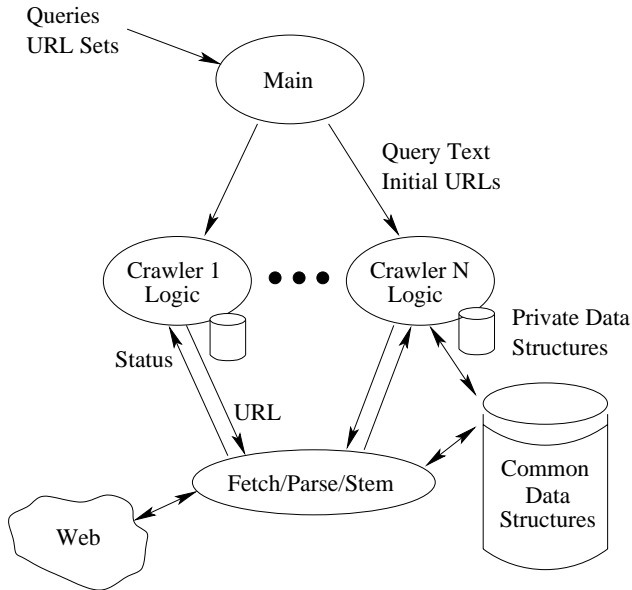 Queries
URL Sets
Main
Query Text
Initial URLs
Crawler 1
Logic
Crawler N
Logic
Private Data
Structures
Status
URL
Fetch/Parse/Stem
Common
Data
Structures
Web